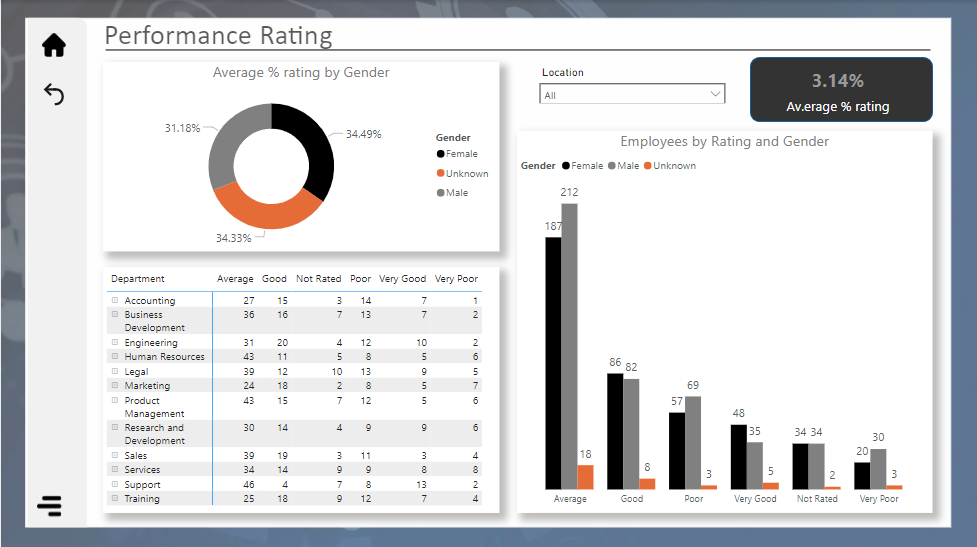 Performance Rating
Average % rating by Gender
31.18%
34.49%
34.33%
Gender
Female
Unknown
Male
Location
All
3.14%
Av.erage % rating
Department Average Good Not Rated Poor Very Good Very Poor
Accounting 27 15 3 14 7 1
Business 36 16 7 13 7 2
Development
Engineering 31 20 4 12 10 2
Human Resources 43 11 5 8 5 6
Legal 39 12 10 13 9 5
Marketing 24 18 2 8 5 7
Product 43 15 7 12 5 6
Management
Research and 30 14 4 9 9 6
Development
Sales 39 19 3 11 3 4
Services 34 14 9 9 8 8
Support 46 4 7 8 13 2
Training 25 18 9 12 7 4
Employees by Rating and Gender
Gender Female Male Unknown
187 212 18
86 82 8
57 69 3
48 35 5
34 34 2
20 30 3
Average Good Poor Very Good Not Rated Very Poor